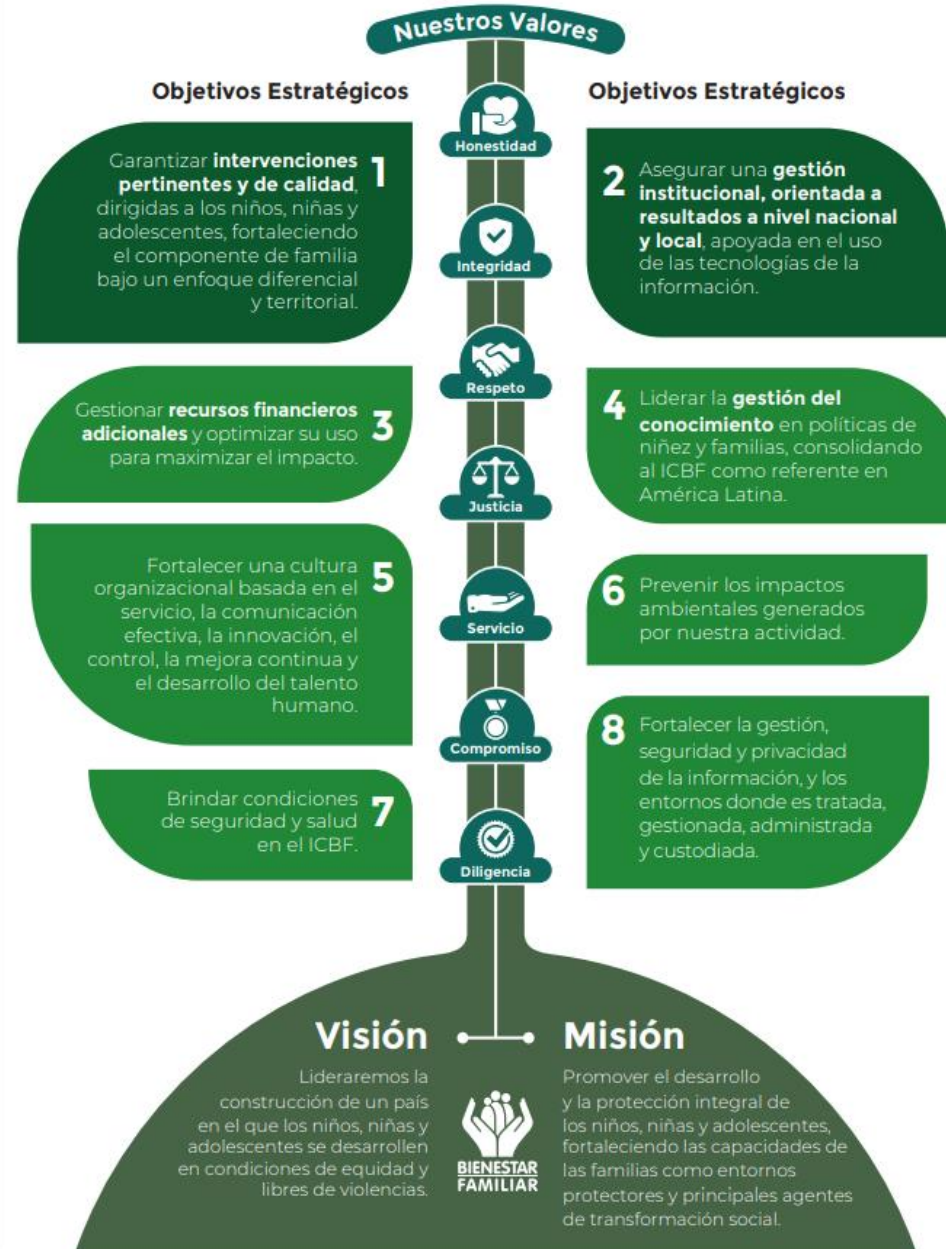 Nuestros Valores
Objetivos Estratégicos
Objetivos Estratégicos
Honestidad
1
Garantizar intervenciones
pertinentes y de calidad,
dirigidas a los niños, niñas y
adolescentes, fortaleciendo
el componente de familia
bajo un enfoque diferencial
y territorial.
2
Asegurar una gestión
institucional, orientada a
resultados a nivel nacional
y local, apoyada en el uso
de las tecnologías de la
información.
Integridad
Respeto
3
Gestionar recursos financieros
adicionales y optimizar su uso
para maximizar el impacto.
4
Liderar la gestión del
conocimiento en políticas de
niñez y familias, consolidando
al ICBF como referente en
América Latina.
Justicia
5
Fortalecer una cultura
organizacional basada en el
servicio, la comunicación
efectiva, la innovación, el
control, la mejora continua y
el desarrollo del talento
humano.
6
Prevenir los impactos
ambientales generados
por nuestra actividad.
Servicio
Compromiso
7
Brindar condiciones
de seguridad y salud
en el ICBF.
8
Fortalecer la gestión,
seguridad y privacidad
de la información, y los
entornos donde es tratada,
gestionada, administrada
y custodiada.
Diligencia
Visión
Lideraremos la
construcción de un país
en el que los niños, niñas y
adolescentes se desarrollen
en condiciones de equidad y
libres de violencias.
BIENESTAR
FAMILIAR
Misión
Promover el desarrollo
y la protección integral de
los niños, niñas y adolescentes,
fortaleciendo las capacidades de
las familias como entornos
protectores y principales agentes
de transformación social.